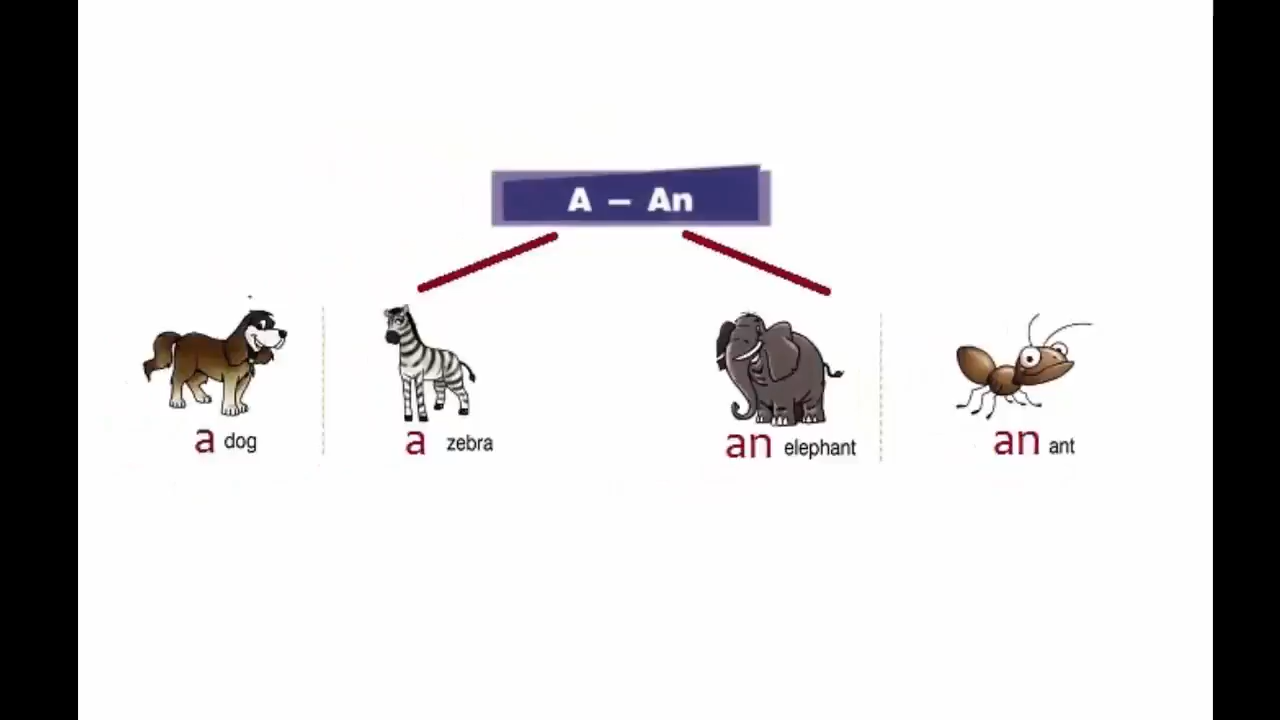 A – An
a dog
a zebra
an elephant
an ant